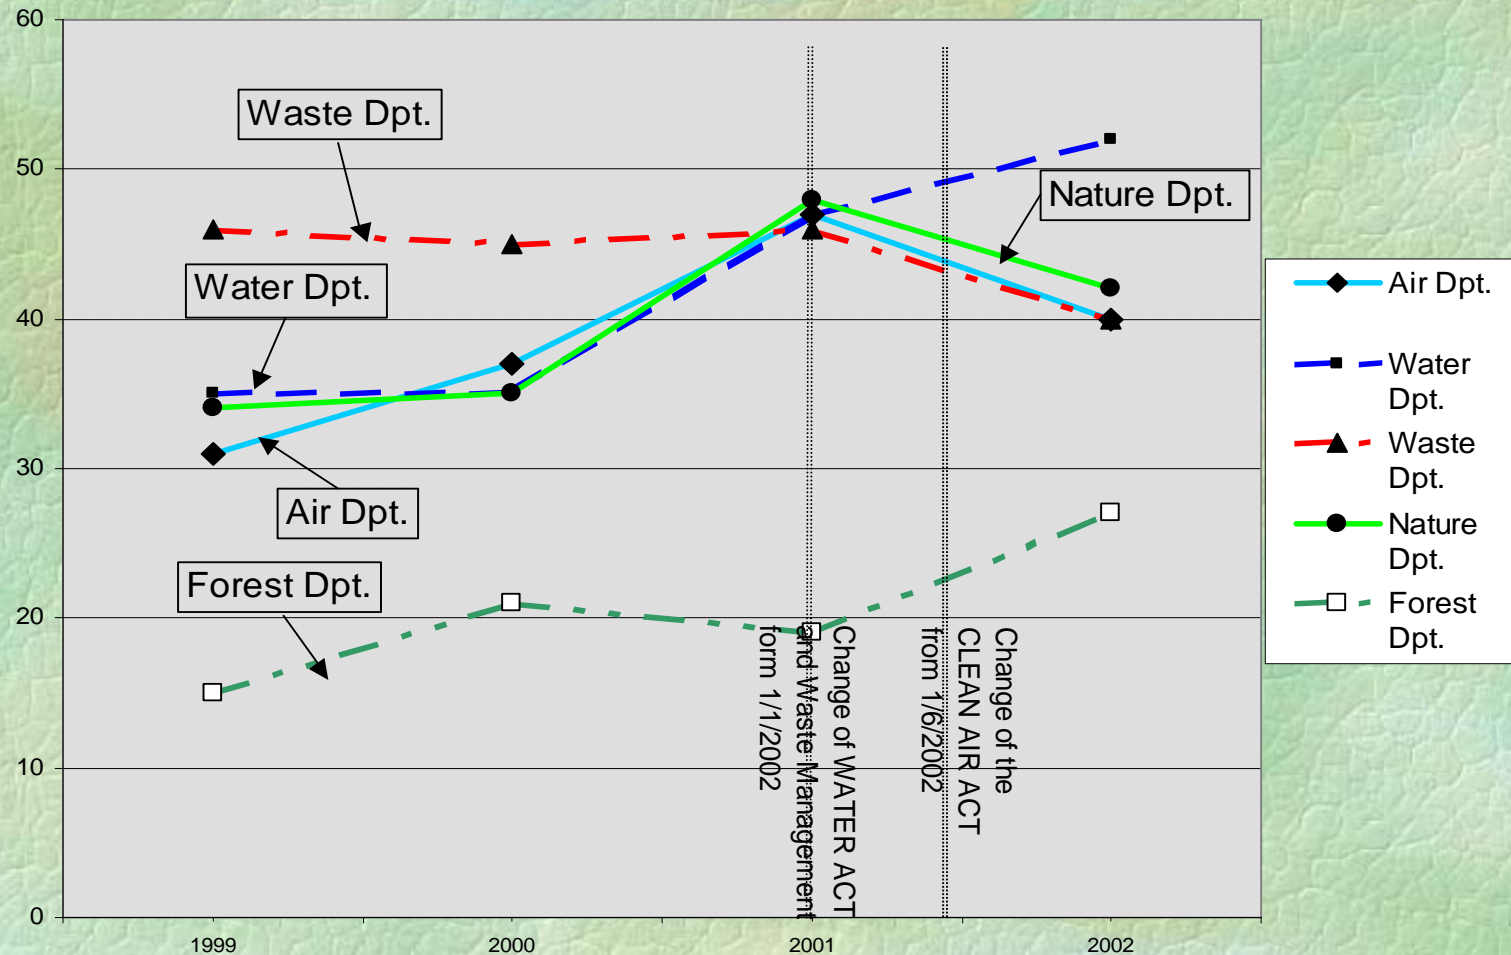 60
50
40
30
20
10
0
1999
2000
2001
2002
Waste Dpt.
Water Dpt.
Air Dpt.
Forest Dpt.
Nature Dpt.
Change of WATER ACT
and Waste Management
form 1/1/2002
Change of the
CLEAN AIR ACT
from 1/6/2002
Air Dpt.
Water
Dpt.
Waste
Dpt.
Nature
Dpt.
Forest
Dpt.